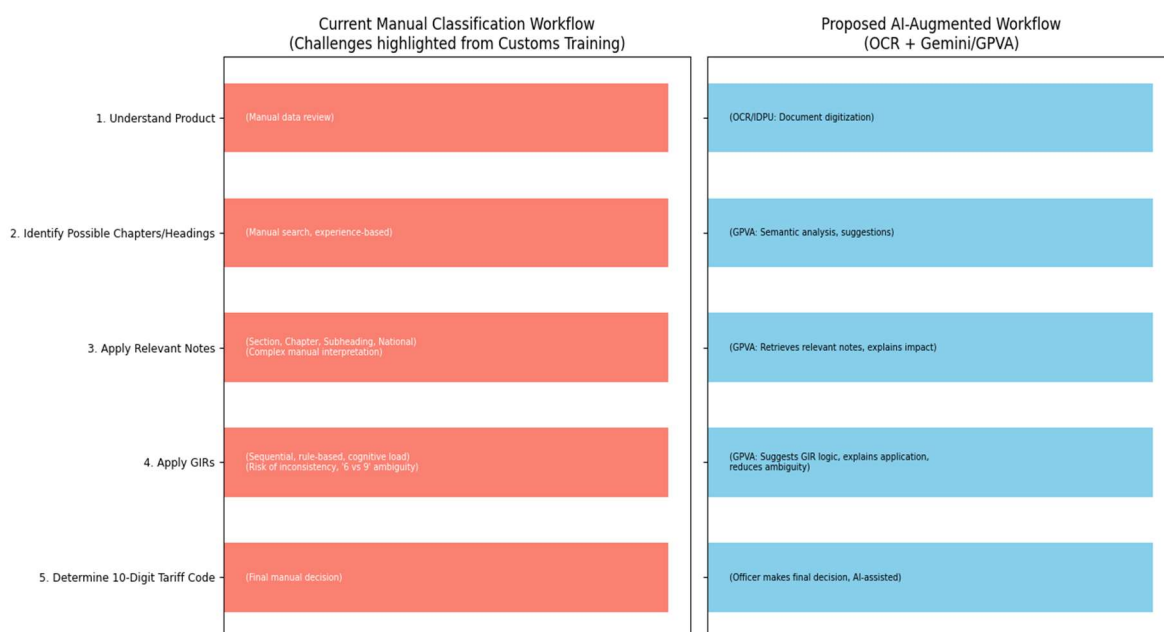 Current Manual Classification Workflow
(Challenges highlighted from Customs Training)
Proposed AI-Augmented Workflow
(OCR + Gemini/GPVA)
1. Understand Product
(Manual data review)
(OCR/IDPU: Document digitization)
2. Identify Possible Chapters/Headings
(Manual search, experience-based)
(GPVA: Semantic analysis, suggestions)
3. Apply Relevant Notes
(Section, Chapter, Subheading, National)
(Complex manual interpretation)
(GPVA: Retrieves relevant notes, explains impact)
4. Apply GIRs
(Sequential, rule-based, cognitive load)
(Risk of inconsistency, '6 vs 9' ambiguity)
(GPVA: Suggests GIR logic, explains application,
reduces ambiguity)
5. Determine 10-Digit Tariff Code
(Final manual decision)
(Officer makes final decision, AI-assisted)